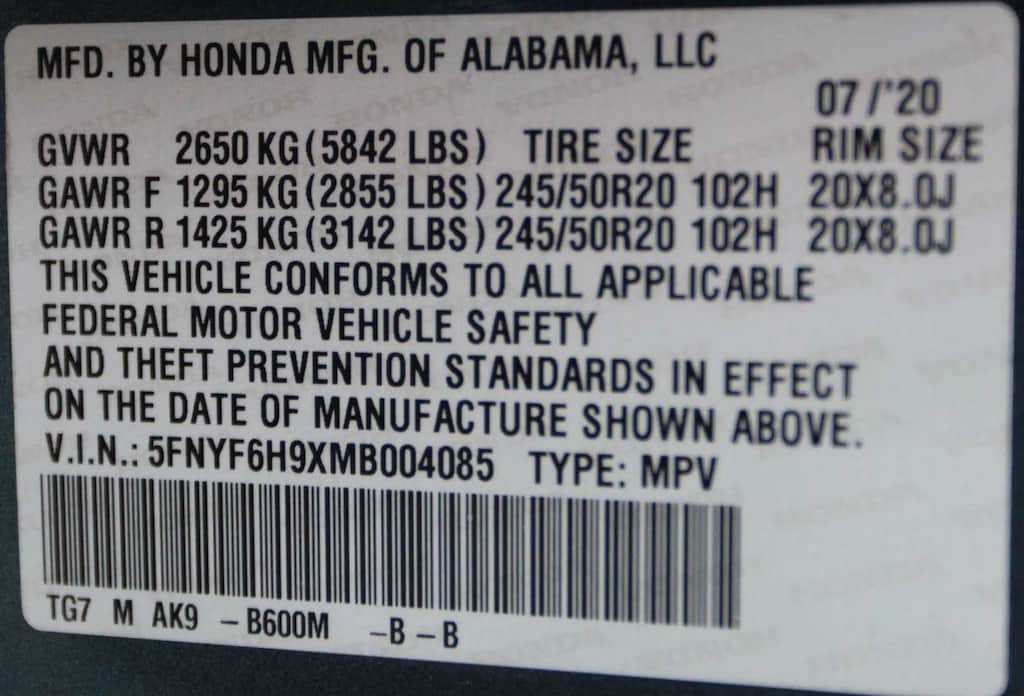 MFD. BY HONDA MFG. OF ALABAMA, LLC
07/'20
GVWR 2650 KG (5842 LBS) TIRE SIZE RIM SIZE
GAWR F 1295 KG (2855 LBS) 245/50R20 102H 20X8.0J
GAWR R 1425 KG (3142 LBS) 245/50R20 102H 20X8.0J
THIS VEHICLE CONFORMS TO ALL APPLICABLE
FEDERAL MOTOR VEHICLE SAFETY
AND THEFT PREVENTION STANDARDS IN EFFECT
ON THE DATE OF MANUFACTURE SHOWN ABOVE.
V.I.N.: 5FNYF6H9XMB004085 TYPE: MPV
TG7 M AK9 – B600M –B – B